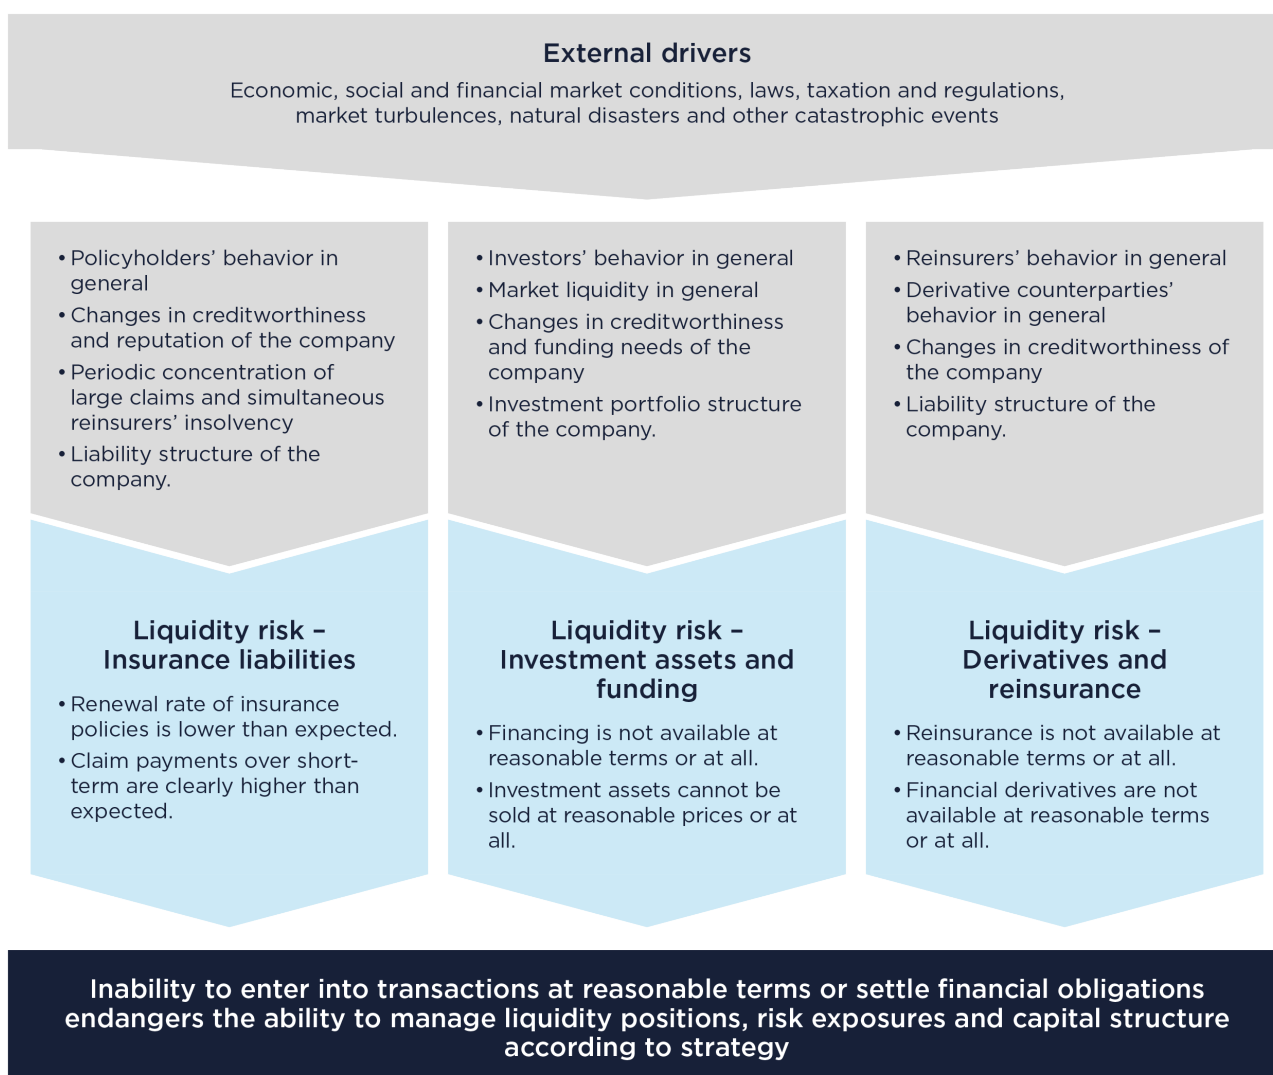 External drivers
Economic, social and financial market conditions, laws, taxation and regulations,
market turbulences, natural disasters and other catastrophic events
• Policyholders’ behavior in
general
• Changes in creditworthiness
and reputation of the company
• Periodic concentration of
large claims and simultaneous
reinsurers’ insolvency
• Liability structure of the
company.
• Investors’ behavior in general
• Market liquidity in general
• Changes in creditworthiness
and funding needs of the
company
• Investment portfolio structure
of the company.
• Reinsurers’ behavior in general
• Derivative counterparties’
behavior in general
• Changes in creditworthiness of
the company
• Liability structure of the
company.
Liquidity risk –
Insurance liabilities
• Renewal rate of insurance
policies is lower than expected.
• Claim payments over short-
term are clearly higher than
expected.
Liquidity risk –
Investment assets and
funding
• Financing is not available at
reasonable terms or at all.
• Investment assets cannot be
sold at reasonable prices or at
all.
Liquidity risk –
Derivatives and
reinsurance
• Reinsurance is not available at
reasonable terms or at all.
• Financial derivatives are not
available at reasonable terms
or at all.
Inability to enter into transactions at reasonable terms or settle financial obligations
endangers the ability to manage liquidity positions, risk exposures and capital structure
according to strategy